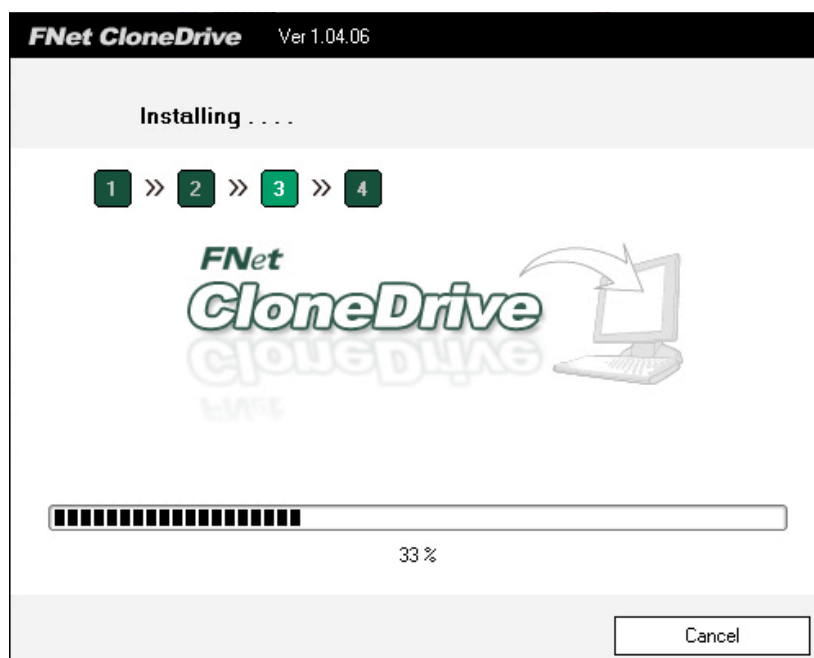 FNet CloneDrive Ver 1.04.06
Installing . . . .
1 » 2 » 3 » 4
FNet
CloneDrive
33 %
Cancel